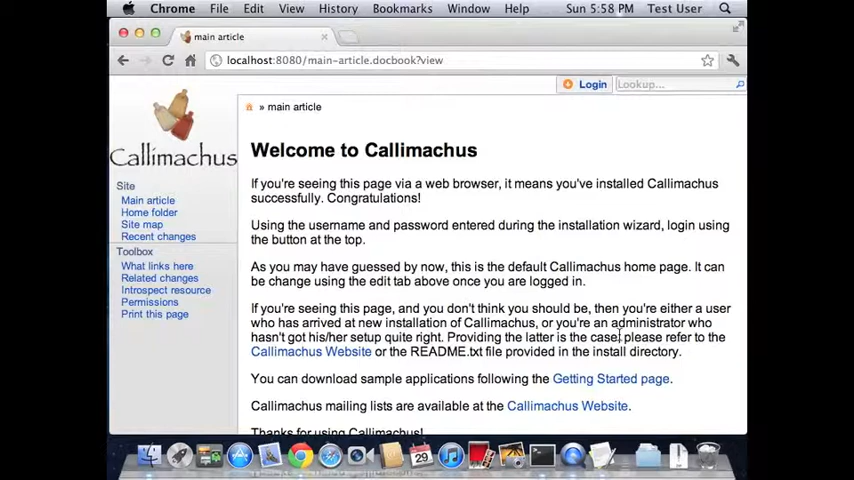 Chrome File Edit View History Bookmarks Window Help Sun 5:58 PM Test User
main article
localhost:8080/main-article.docbook?view
Login Lookup...
» main article
Callimachus
Site
Main article
Home folder
Site map
Recent changes
Toolbox
What links here
Related changes
Introspect resource
Permissions
Print this page
Welcome to Callimachus
If you're seeing this page via a web browser, it means you've installed Callimachus
successfully. Congratulations!
Using the username and password entered during the installation wizard, login using
the button at the top.
As you may have guessed by now, this is the default Callimachus home page. It can
be change using the edit tab above once you are logged in.
If you're seeing this page, and you don't think you should be, then you're either a user
who has arrived at new installation of Callimachus, or you're an administrator who
hasn't got his/her setup quite right. Providing the latter is the case, please refer to the
Callimachus Website or the README.txt file provided in the install directory.
You can download sample applications following the Getting Started page.
Callimachus mailing lists are available at the Callimachus Website.
Thanks for using Callimachus!
29